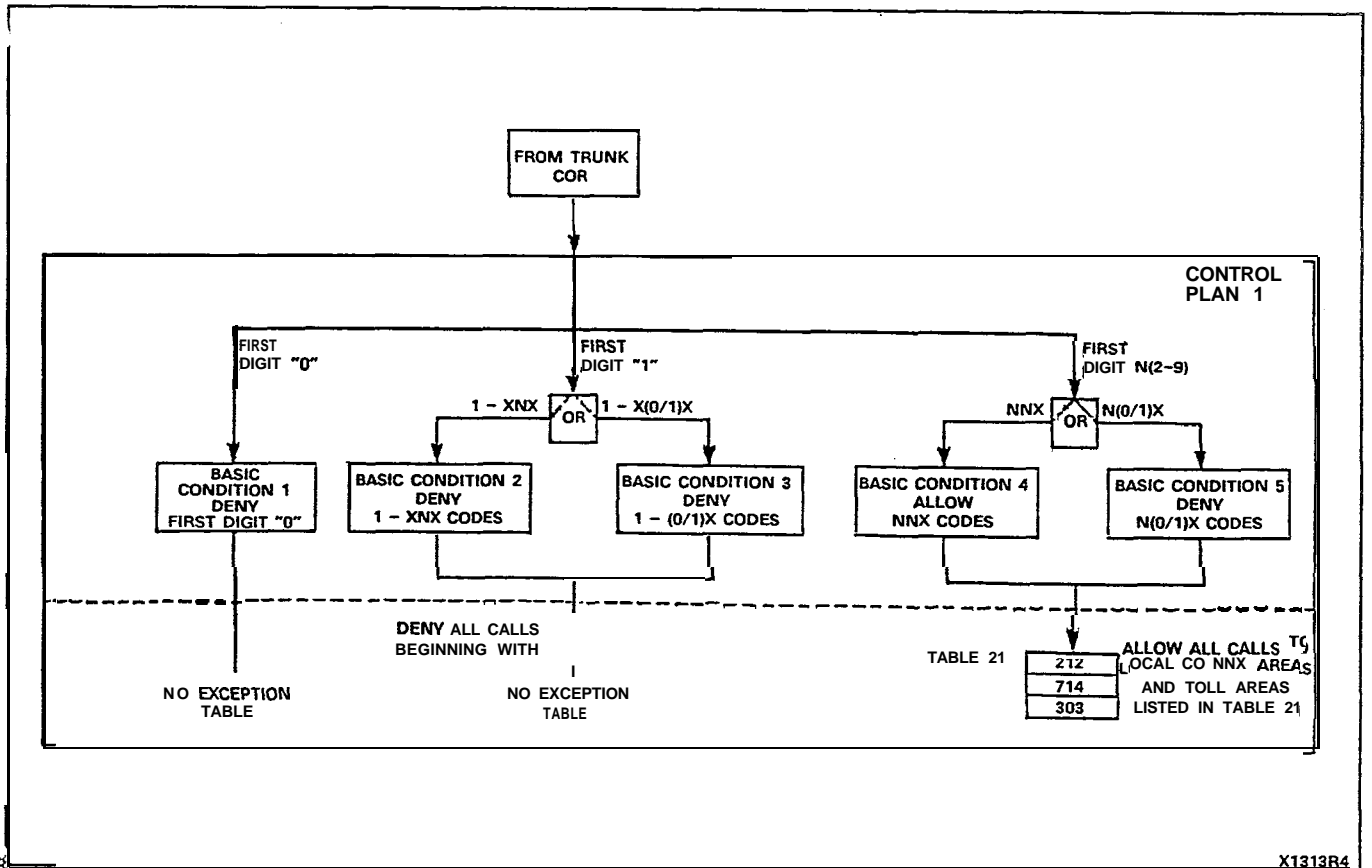 FROM TRUNK
COR
CONTROL
PLAN 1
FIRST
DIGIT "0"
FIRST
DIGIT "1"
FIRST
DIGIT N(2-9)
1 - XNX
OR
1 - X(0/1)X
NNX
OR
N(0/1)X
BASIC
CONDITION 1
DENY
FIRST DIGIT "0"
BASIC CONDITION 2
DENY
1 - XNX CODES
BASIC CONDITION 3
DENY
1 - (0/1)X CODES
BASIC CONDITION 4
ALLOW
NNX CODES
BASIC CONDITION 5
DENY
N(0/1)X CODES
DENY ALL CALLS
BEGINNING WITH
NO EXCEPTION
TABLE
NO EXCEPTION
TABLE
TABLE 21
212
714
303
ALLOW ALL CALLS TO
LOCAL CO NNX AREAS
AND TOLL AREAS
LISTED IN TABLE 21
X1313R4